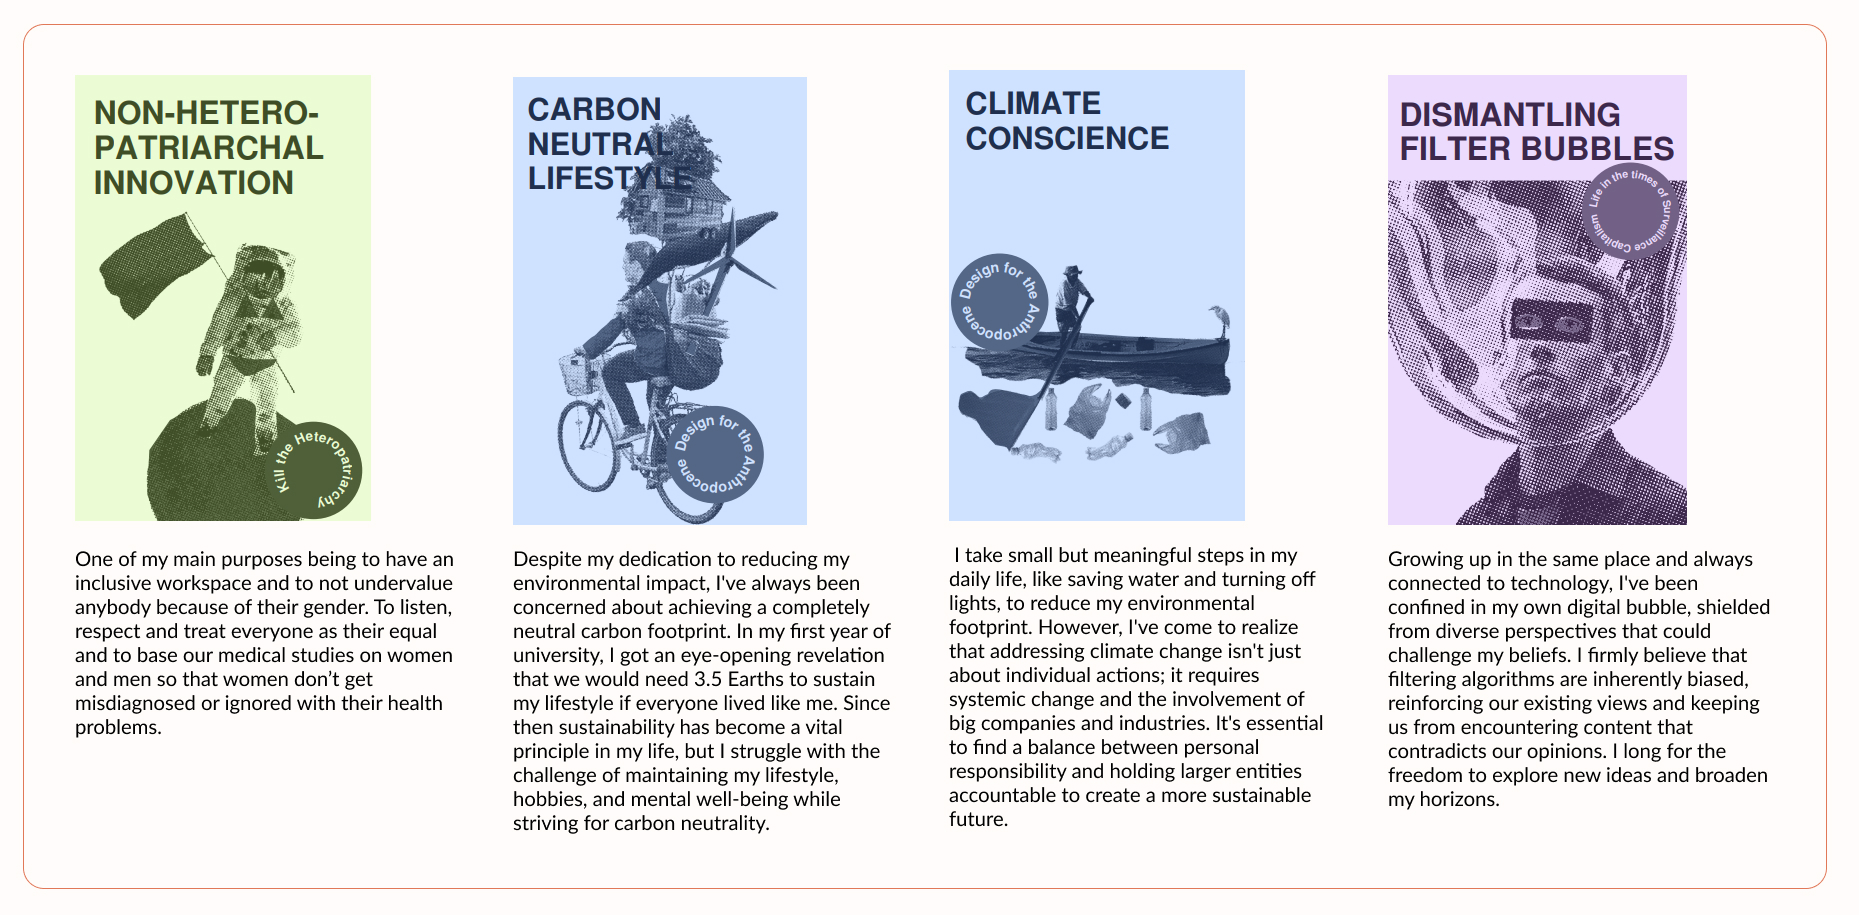 NON-HETERO-
PATRIARCHAL
INNOVATION
Kill the Heteropatriarchy
One of my main purposes being to have an
inclusive workspace and to not undervalue
anybody because of their gender. To listen,
respect and treat everyone as their equal
and to base our medical studies on women
and men so that women don’t get
misdiagnosed or ignored with their health
problems.
CARBON
NEUTRAL
LIFESTYLE
Design for the Anthropocene
Despite my dedication to reducing my
environmental impact, I've always been
concerned about achieving a completely
neutral carbon footprint. In my first year of
university, I got an eye-opening revelation
that we would need 3.5 Earths to sustain
my lifestyle if everyone lived like me. Since
then sustainability has become a vital
principle in my life, but I struggle with the
challenge of maintaining my lifestyle,
hobbies, and mental well-being while
striving for carbon neutrality.
CLIMATE
CONSCIENCE
Design for the Anthropocene
I take small but meaningful steps in my
daily life, like saving water and turning off
lights, to reduce my environmental
footprint. However, I've come to realize
that addressing climate change isn't just
about individual actions; it requires
systemic change and the involvement of
big companies and industries. It's essential
to find a balance between personal
responsibility and holding larger entities
accountable to create a more sustainable
future.
DISMANTLING
FILTER BUBBLES
Life in the times of Surveillance Capitalism
Growing up in the same place and always
connected to technology, I've been
confined in my own digital bubble, shielded
from diverse perspectives that could
challenge my beliefs. I firmly believe that
filtering algorithms are inherently biased,
reinforcing our existing views and keeping
us from encountering content that
contradicts our opinions. I long for the
freedom to explore new ideas and broaden
my horizons.